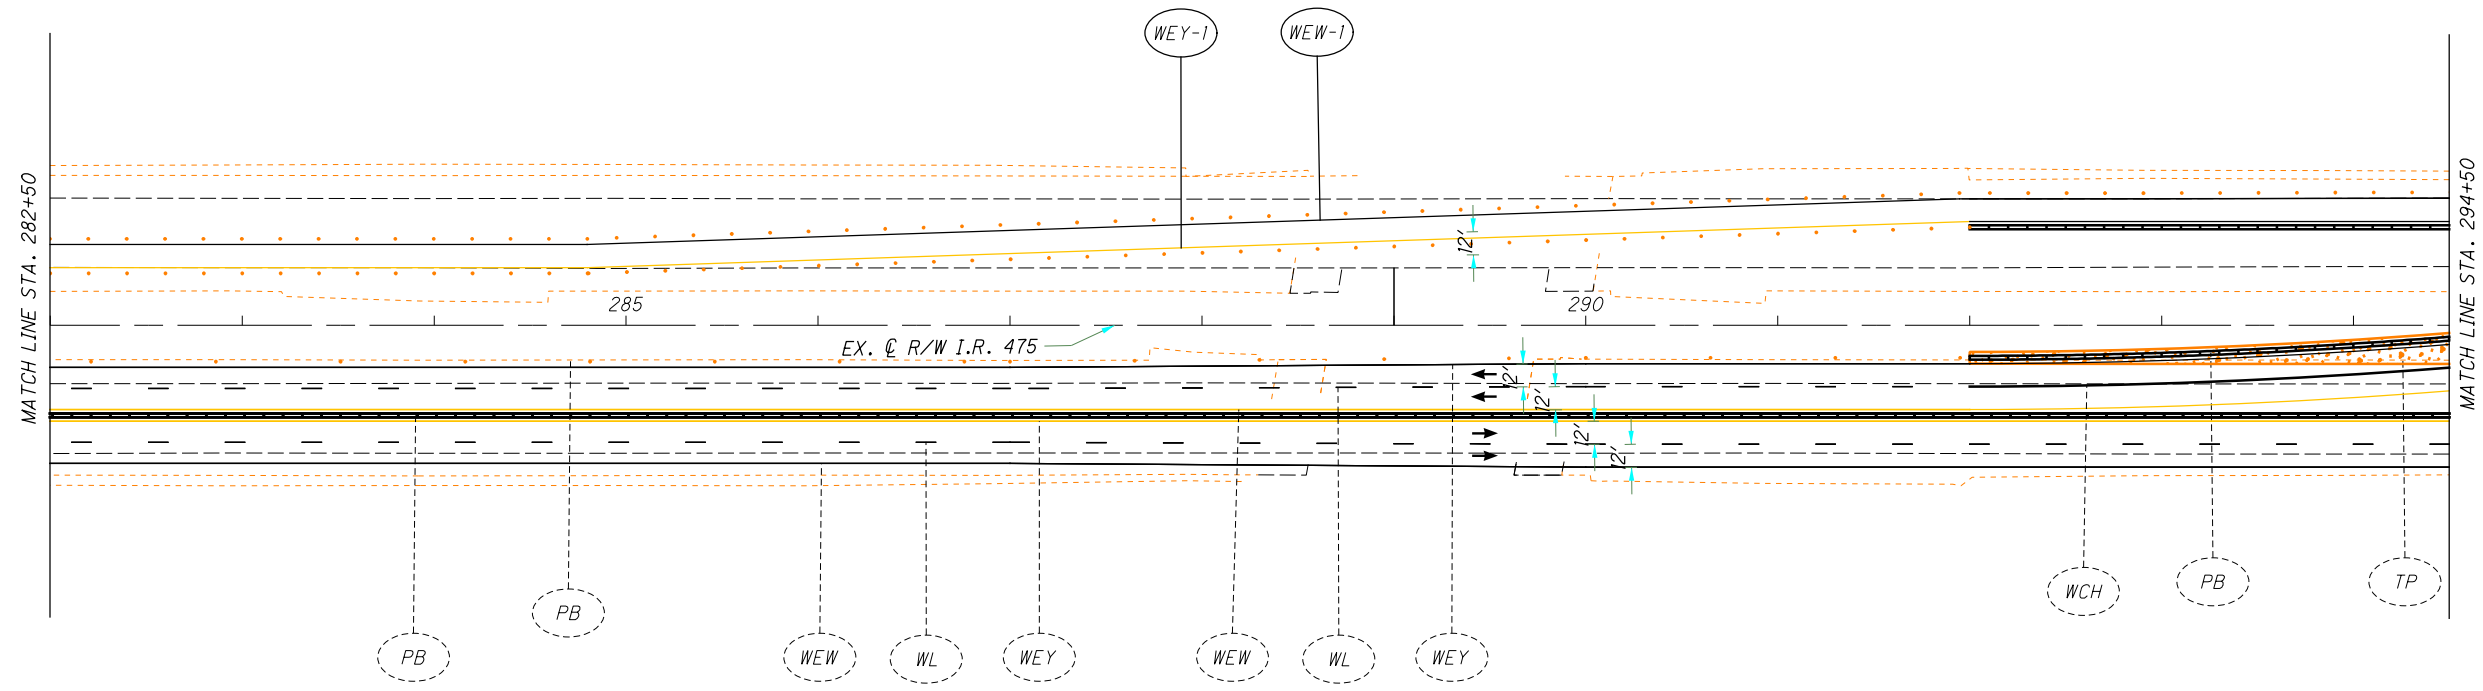 WEY-1
WEW-1
MATCH LINE STA. 282+50
MATCH LINE STA. 294+50
12'
285
290
EX. ℄ R/W I.R. 475
12'
12'
12'
12'
PB
PB
WEW
WL
WEY
WEW
WL
WEY
WCH
PB
TP